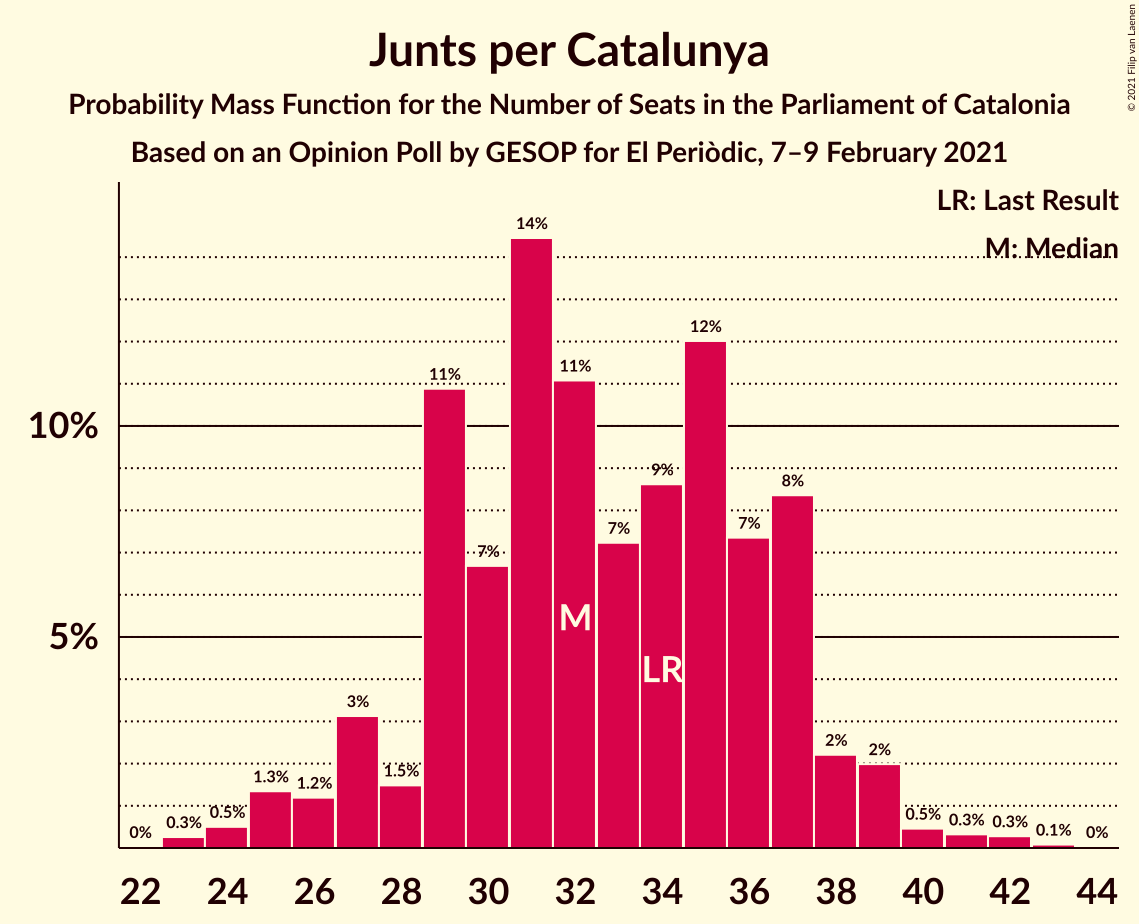 Junts per Catalunya
Probability Mass Function for the Number of Seats in the Parliament of Catalonia
Based on an Opinion Poll by GESOP for El Periòdic, 7–9 February 2021
© 2021 Filip van Laenen
LR: Last Result
M: Median
10%
5%
0%
0.3%
0.5%
1.3%
1.2%
3%
1.5%
11%
7%
14%
11%
7%
9%
12%
7%
8%
2%
2%
0.5%
0.3%
0.3%
0.1%
0%
M
LR
22 24 26 28 30 32 34 36 38 40 42 44